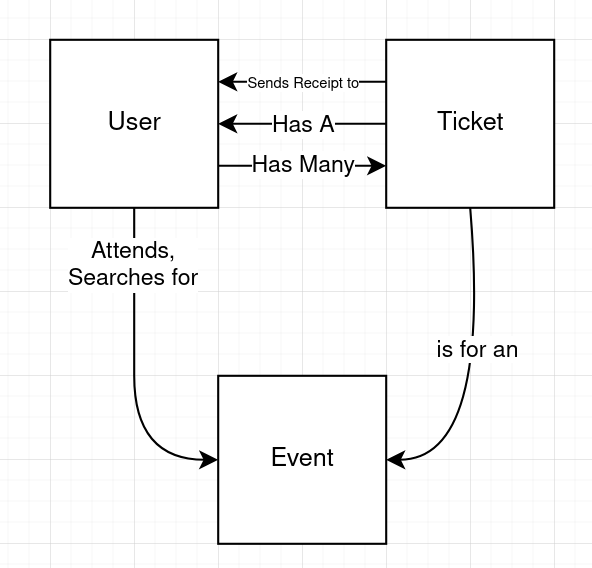 User
Sends Receipt to
Has A
Has Many
Ticket
Attends,
Searches for
is for an
Event